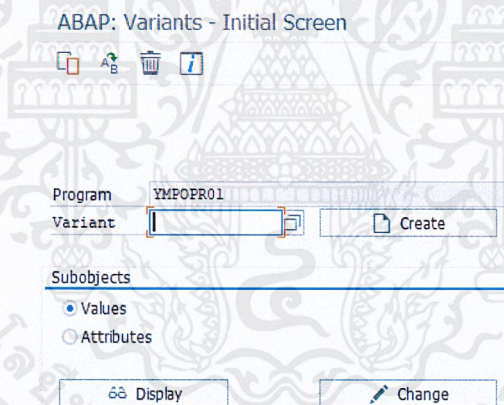 ABAP: Variants - Initial Screen
Program YMPOPR01
Variant
Create
Subobjects
Values
Attributes
Display Change